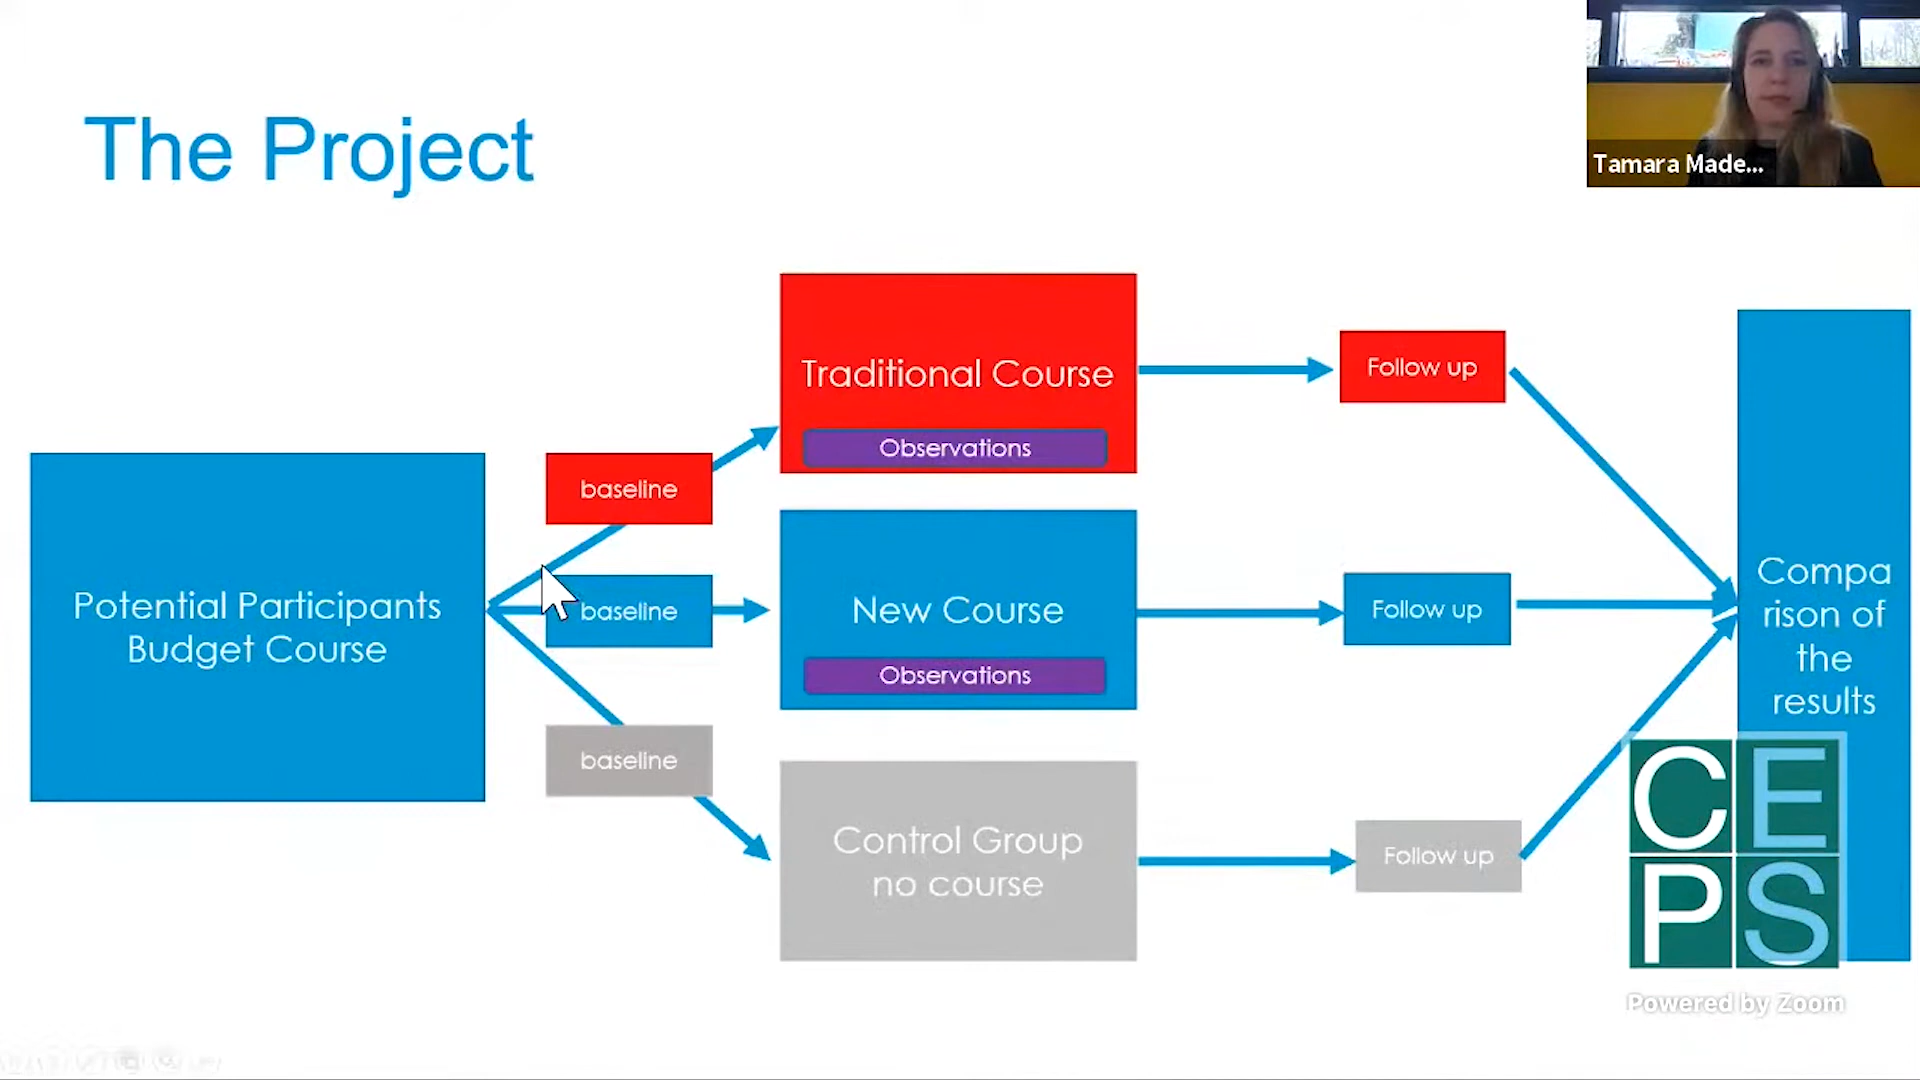 The Project
Tamara Made...
Traditional Course
Observations
Follow up
baseline
Potential Participants
Budget Course
baseline
New Course
Observations
Follow up
Compa
rison of
the
results
baseline
Control Group
no course
Follow up
CE
PS
Powered by Zoom